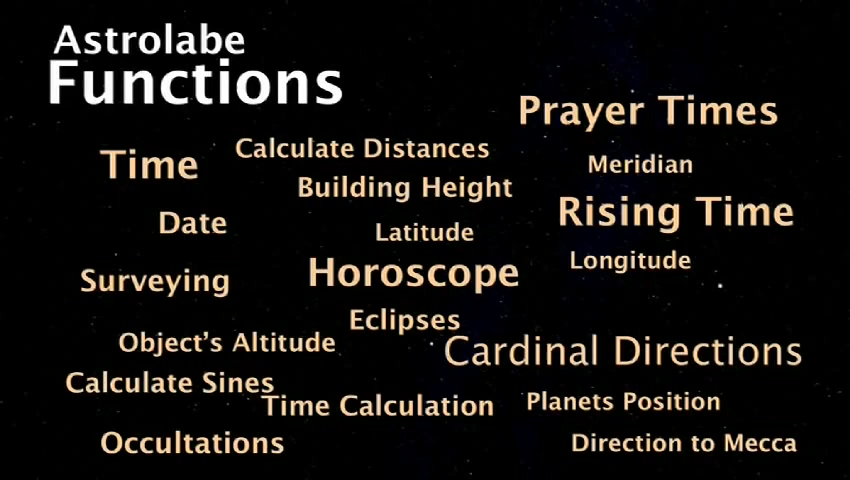 Astrolabe
Functions
Prayer Times
Calculate Distances
Time
Meridian
Building Height
Rising Time
Date
Latitude
Longitude
Surveying
Horoscope
Eclipses
Object's Altitude
Cardinal Directions
Calculate Sines
Time Calculation
Planets Position
Occultations
Direction to Mecca